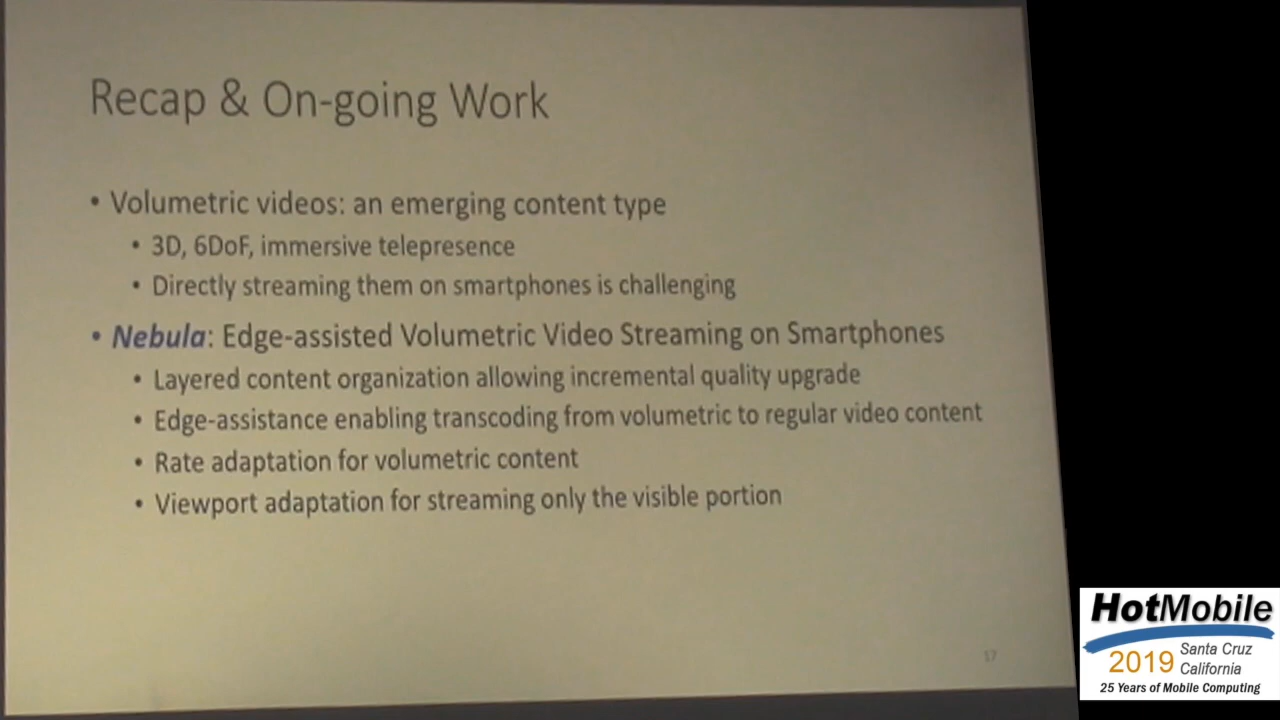 Recap & On-going Work
• Volumetric videos: an emerging content type
• 3D, 6DoF, immersive telepresence
• Directly streaming them on smartphones is challenging
• Nebula: Edge-assisted Volumetric Video Streaming on Smartphones
• Layered content organization allowing incremental quality upgrade
• Edge-assistance enabling transcoding from volumetric to regular video content
• Rate adaptation for volumetric content
• Viewport adaptation for streaming only the visible portion
17
HotMobile
2019 Santa Cruz
California
25 Years of Mobile Computing